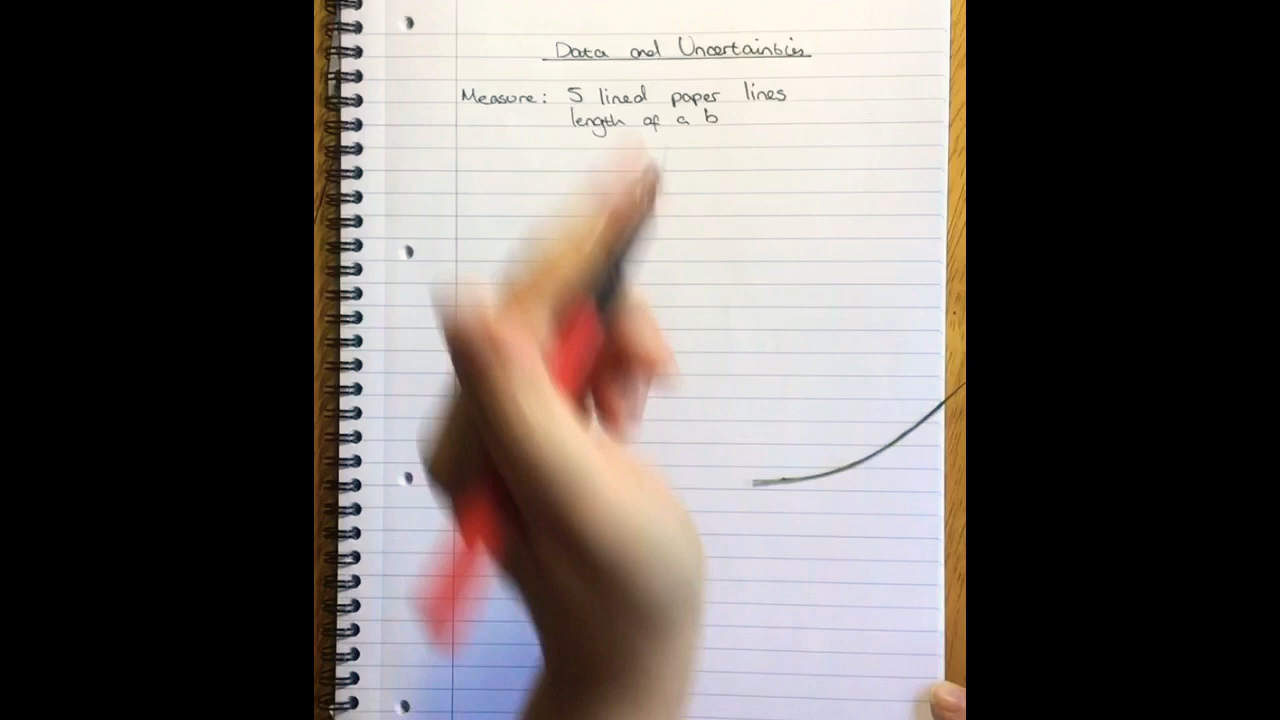 Data and Uncertainties
Measure: 5 lined paper lines
length of a b